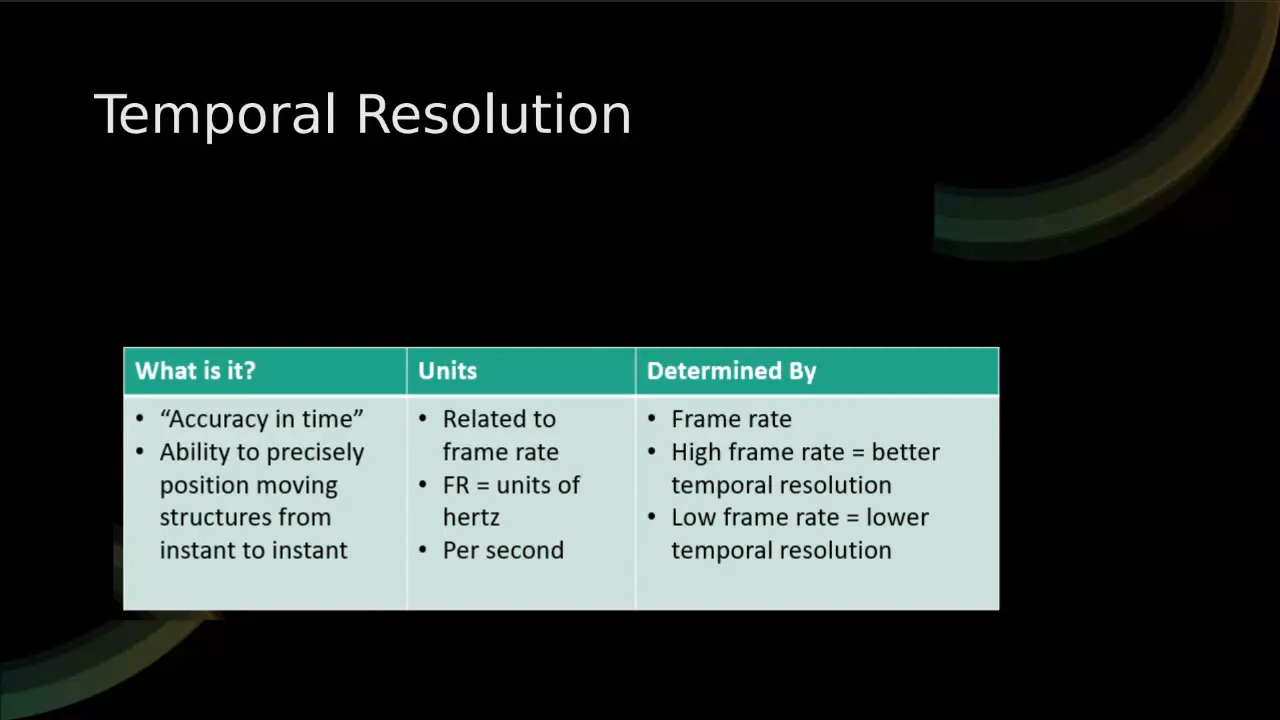 Temporal Resolution
What is it?
• “Accuracy in time”
• Ability to precisely
position moving
structures from
instant to instant
Units
• Related to
frame rate
• FR = units of
hertz
• Per second
Determined By
• Frame rate
• High frame rate = better
temporal resolution
• Low frame rate = lower
temporal resolution